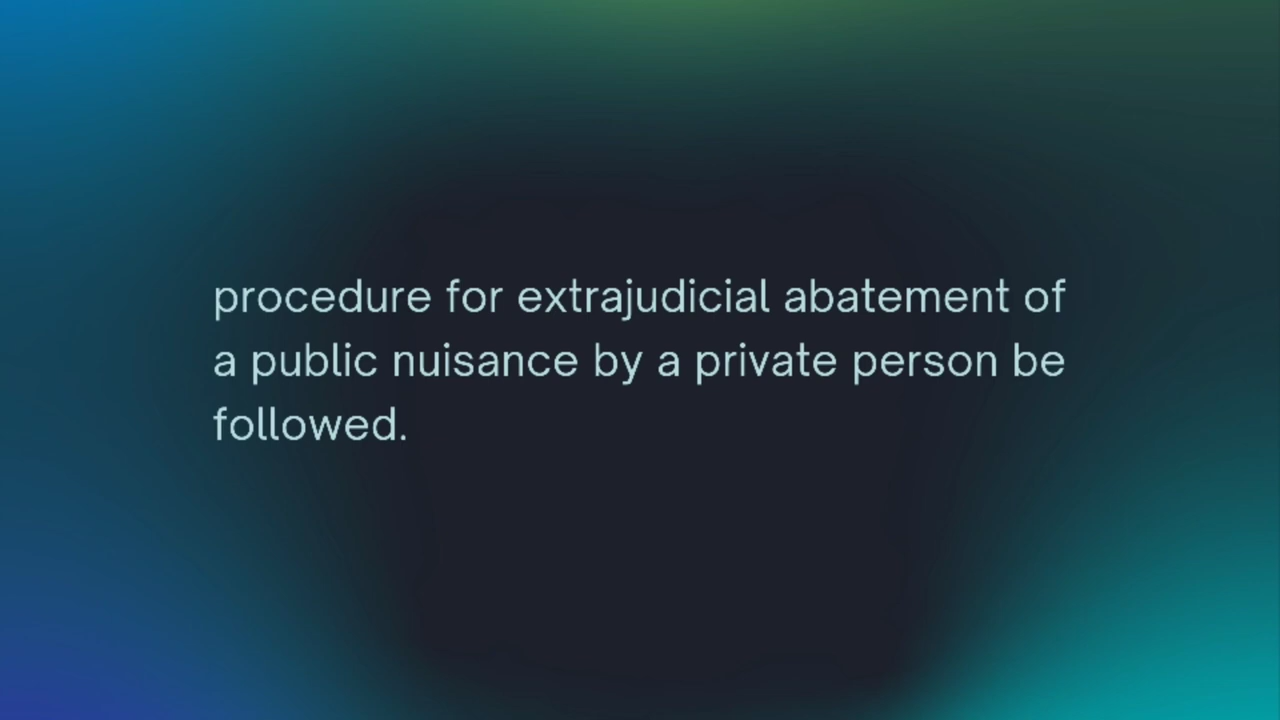 procedure for extrajudicial abatement of
a public nuisance by a private person be
followed.